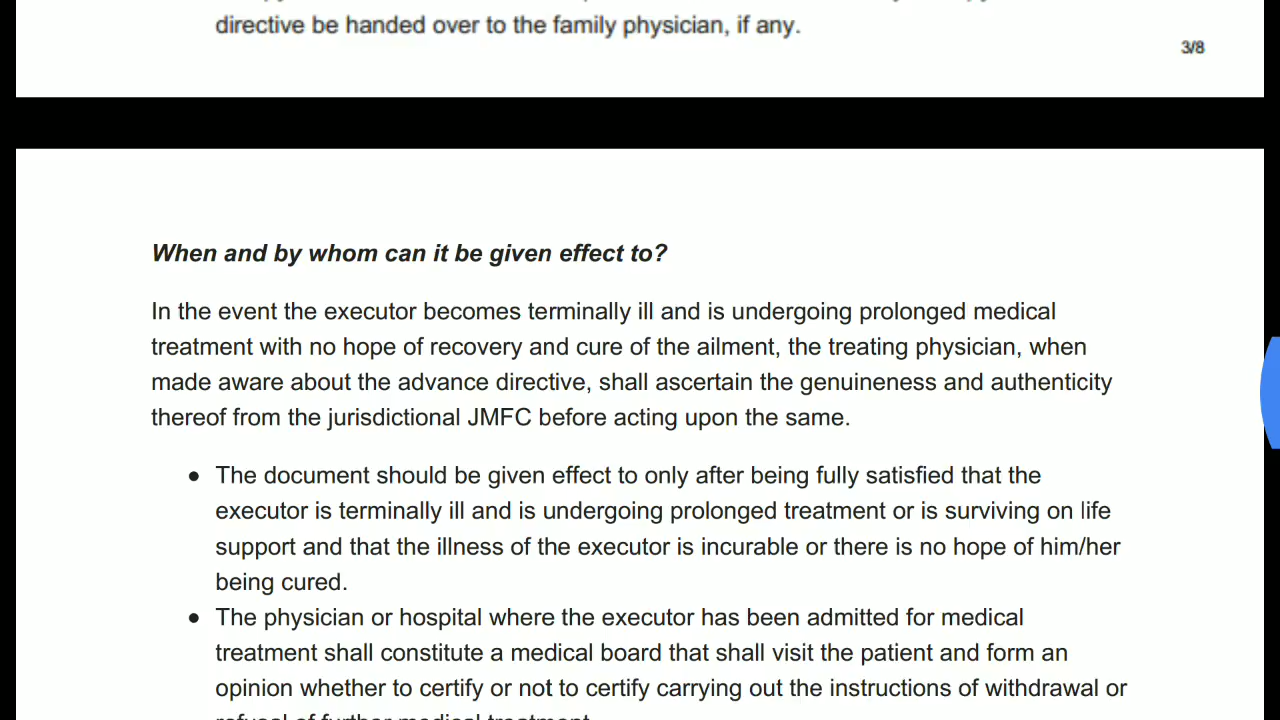 directive be handed over to the family physician, if any.
3/8
When and by whom can it be given effect to?
In the event the executor becomes terminally ill and is undergoing prolonged medical
treatment with no hope of recovery and cure of the ailment, the treating physician, when
made aware about the advance directive, shall ascertain the genuineness and authenticity
thereof from the jurisdictional JMFC before acting upon the same.
● The document should be given effect to only after being fully satisfied that the
executor is terminally ill and is undergoing prolonged treatment or is surviving on life
support and that the illness of the executor is incurable or there is no hope of him/her
being cured.
● The physician or hospital where the executor has been admitted for medical
treatment shall constitute a medical board that shall visit the patient and form an
opinion whether to certify or not to certify carrying out the instructions of withdrawal or
refusal of further medical treatment.